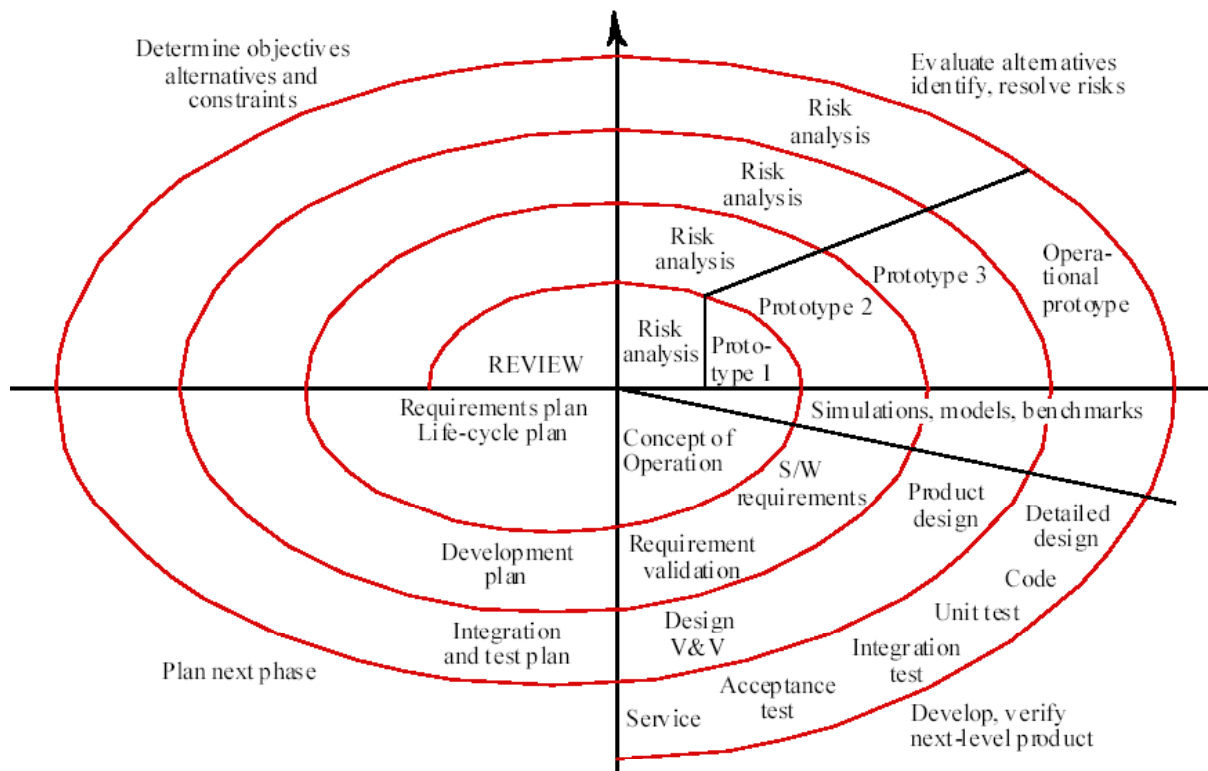 Determine objectives
alternatives and
constraints
Evaluate alternatives
identify, resolve risks
Risk
analysis
Risk
analysis
Risk
analysis
Risk
analysis
REVIEW
Proto-
type 1
Prototype 2
Prototype 3
Opera-
tional
protoype
Requirements plan
Life-cycle plan
Simulations, models, benchmarks
Concept of
Operation
S/W
requirements
Product
design
Detailed
design
Development
plan
Requirement
validation
Code
Unit test
Integration
and test plan
Design
V&V
Integration
test
Plan next phase
Acceptance
test
Service
Develop, verify
next-level product